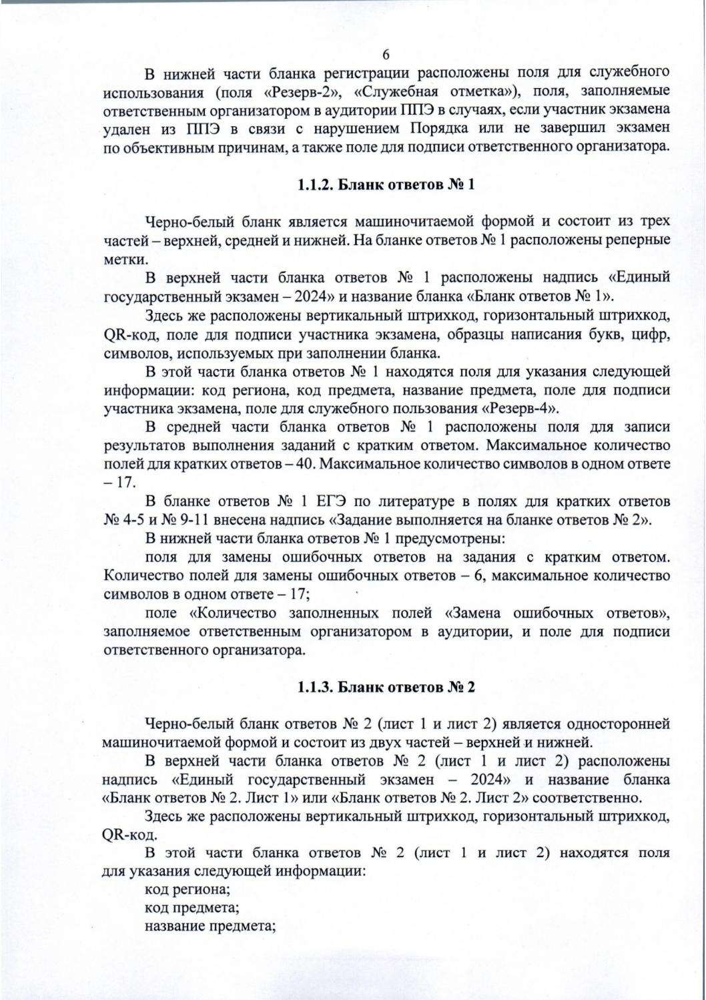 6
В нижней части бланка регистрации расположены поля для служебного
использования (поля «Резерв-2», «Служебная отметка»), поля, заполняемые
ответственным организатором в аудитории ППЭ в случаях, если участник экзамена
удален из ППЭ в связи с нарушением Порядка или не завершил экзамен
по объективным причинам, а также поле для подписи ответственного организатора.
1.1.2. Бланк ответов № 1
Черно-белый бланк является машиночитаемой формой и состоит из трех
частей – верхней, средней и нижней. На бланке ответов № 1 расположены реперные
метки.
В верхней части бланка ответов № 1 расположены надпись «Единый
государственный экзамен – 2024» и название бланка «Бланк ответов № 1».
Здесь же расположены вертикальный штрихкод, горизонтальный штрихкод,
QR-код, поле для подписи участника экзамена, образцы написания букв, цифр,
символов, используемых при заполнении бланка.
В этой части бланка ответов № 1 находятся поля для указания следующей
информации: код региона, код предмета, название предмета, поле для подписи
участника экзамена, поле для служебного пользования «Резерв-4».
В средней части бланка ответов № 1 расположены поля для записи
результатов выполнения заданий с кратким ответом. Максимальное количество
полей для кратких ответов – 40. Максимальное количество символов в одном ответе
– 17.
В бланке ответов № 1 ЕГЭ по литературе в полях для кратких ответов
№ 4-5 и № 9-11 внесена надпись «Задание выполняется на бланке ответов № 2».
В нижней части бланка ответов № 1 предусмотрены:
поля для замены ошибочных ответов на задания с кратким ответом.
Количество полей для замены ошибочных ответов – 6, максимальное количество
символов в одном ответе – 17;
поле «Количество заполненных полей «Замена ошибочных ответов»,
заполняемое ответственным организатором в аудитории, и поле для подписи
ответственного организатора.
1.1.3. Бланк ответов № 2
Черно-белый бланк ответов № 2 (лист 1 и лист 2) является односторонней
машиночитаемой формой и состоит из двух частей – верхней и нижней.
В верхней части бланка ответов № 2 (лист 1 и лист 2) расположены
надпись «Единый государственный экзамен – 2024» и название бланка
«Бланк ответов № 2. Лист 1» или «Бланк ответов № 2. Лист 2» соответственно.
Здесь же расположены вертикальный штрихкод, горизонтальный штрихкод,
QR-код.
В этой части бланка ответов № 2 (лист 1 и лист 2) находятся поля
для указания следующей информации:
код региона;
код предмета;
название предмета;